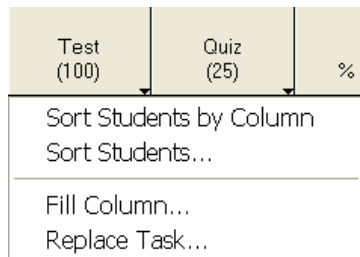 Test Quiz
(100) (25) %
Sort Students by Column
Sort Students...
Fill Column...
Replace Task...